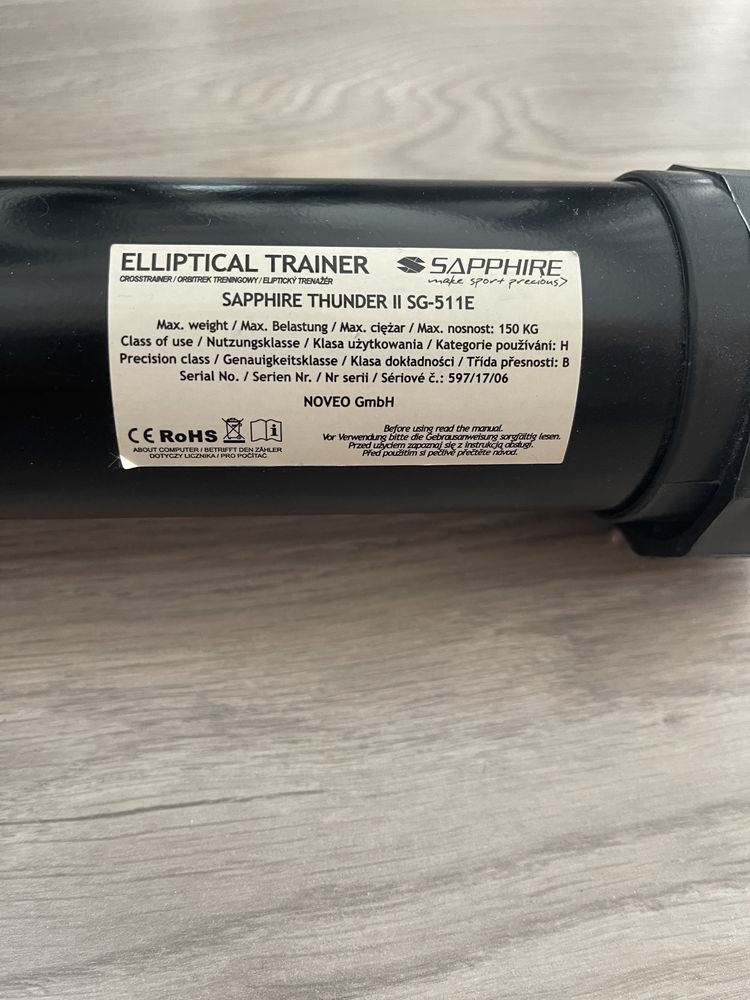 ELLIPTICAL TRAINER
CROSSTRAINER / ORBITREK TRENINGOWY / ELIPTICKÝ TRENAŽÉR
SAPPHIRE
make sport precious>
SAPPHIRE THUNDER II SG-511E
Max. weight / Max. Belastung / Max. ciężar / Max. nosnost: 150 KG
Class of use / Nutzungsklasse / Klasa użytkowania / Kategorie používání: H
Precision class / Genauigkeitsklasse / Klasa dokładności / Třída přesnosti: B
Serial No. / Serien Nr. / Nr serii / Sériové č.: 597/17/06
NOVEO GmbH
CE RoHS
ABOUT COMPUTER / BETRIFFT DEN ZÄHLER
DOTYCZY LICZNIKA / PRO POČÍTAČ
Before using read the manual.
Vor Verwendung bitte die Gebrausanweisung sorgfältig lesen.
Przed użyciem zapoznaj się z instrukcją obsługi.
Před použitím si pečlivě přečtěte návod.